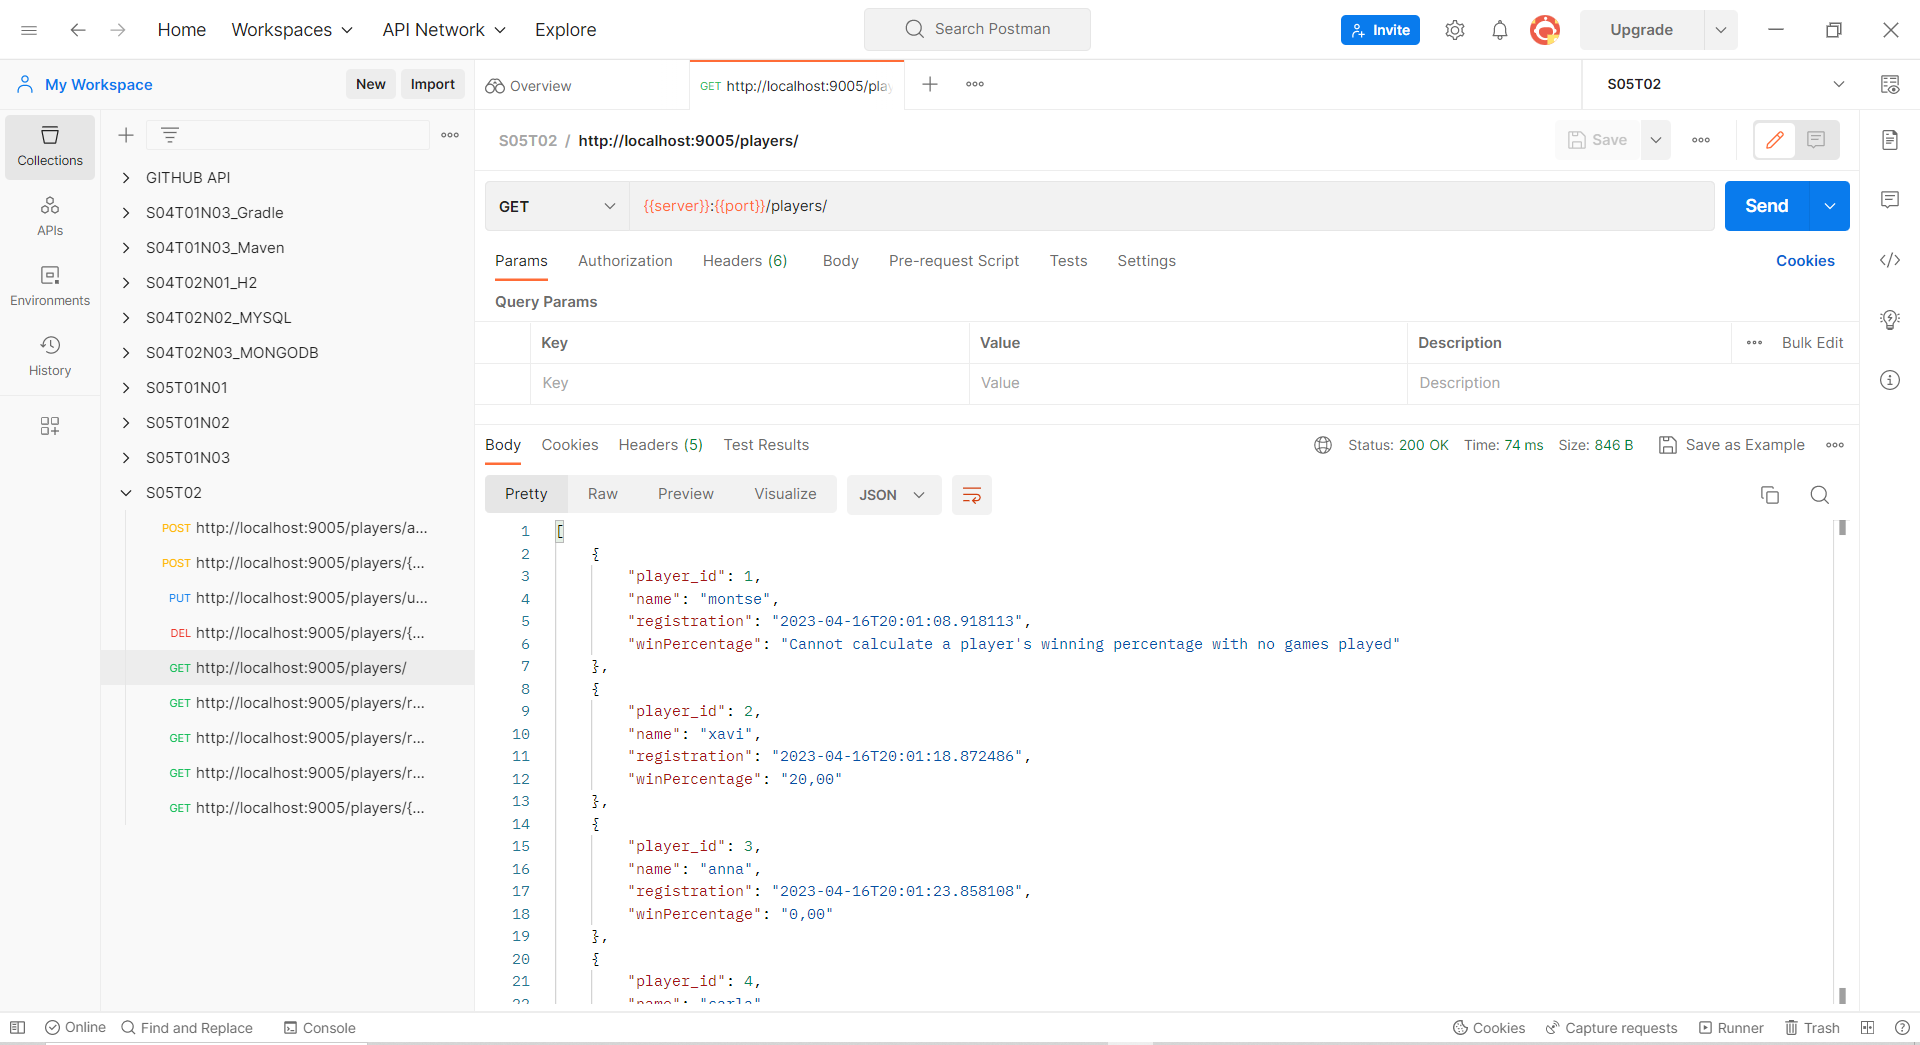 Home
Workspaces
API Network
Explore
Search Postman
Invite
Upgrade
My Workspace
New
Import
Overview
GET http://localhost:9005/pla
S05T02
Collections
APIs
Environments
History
GITHUB API
S04T01N03_Gradle
S04T01N03_Maven
S04T02N01_H2
S04T02N02_MYSQL
S04T02N03_MONGODB
S05T01N01
S05T01N02
S05T01N03
S05T02
POST http://localhost:9005/players/a...
POST http://localhost:9005/players/{...
PUT http://localhost:9005/players/u...
DEL http://localhost:9005/players/{...
GET http://localhost:9005/players/
GET http://localhost:9005/players/r...
GET http://localhost:9005/players/r...
GET http://localhost:9005/players/r...
GET http://localhost:9005/players/{...
S05T02 / http://localhost:9005/players/
Save
GET
{{server}}:{{port}}/players/
Send
Params
Authorization
Headers (6)
Body
Pre-request Script
Tests
Settings
Cookies
Query Params
Key
Value
Description
Bulk Edit
Key
Value
Description
Body
Cookies
Headers (5)
Test Results
Status: 200 OK
Time: 74 ms
Size: 846 B
Save as Example
Pretty
Raw
Preview
Visualize
JSON
1 [
2 {
3 "player_id": 1,
4 "name": "montse",
5 "registration": "2023-04-16T20:01:08.918113",
6 "winPercentage": "Cannot calculate a player's winning percentage with no games played"
7 },
8 {
9 "player_id": 2,
10 "name": "xavi",
11 "registration": "2023-04-16T20:01:18.872486",
12 "winPercentage": "20,00"
13 },
14 {
15 "player_id": 3,
16 "name": "anna",
17 "registration": "2023-04-16T20:01:23.858108",
18 "winPercentage": "0,00"
19 },
20 {
21 "player_id": 4,
22 "name": "carla"
Online
Find and Replace
Console
Cookies
Capture requests
Runner
Trash